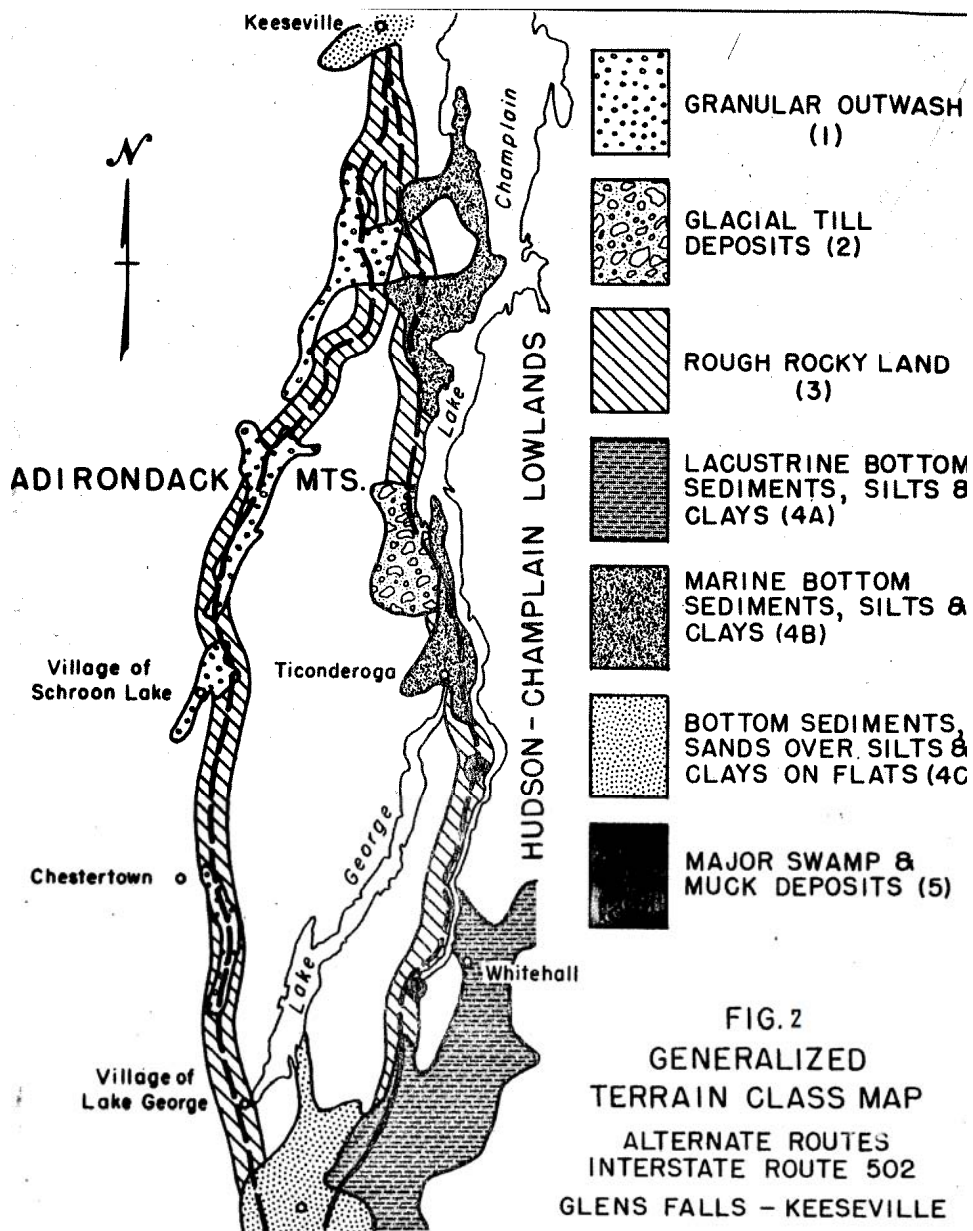 Keeseville
N
Champlain
Lake
HUDSON-CHAMPLAIN LOWLANDS
ADIRONDACK MTS.
Village of
Schroon Lake
Ticonderoga
George
Lake
Chestertown
Whitehall
Village of
Lake George
GRANULAR OUTWASH
(1)
GLACIAL TILL
DEPOSITS (2)
ROUGH ROCKY LAND
(3)
LACUSTRINE BOTTOM
SEDIMENTS, SILTS &
CLAYS (4A)
MARINE BOTTOM
SEDIMENTS, SILTS &
CLAYS (4B)
BOTTOM SEDIMENTS,
SANDS OVER SILTS &
CLAYS ON FLATS (4C
MAJOR SWAMP &
MUCK DEPOSITS (5)
FIG. 2
GENERALIZED
TERRAIN CLASS MAP
ALTERNATE ROUTES
INTERSTATE ROUTE 502
GLENS FALLS - KEESEVILLE